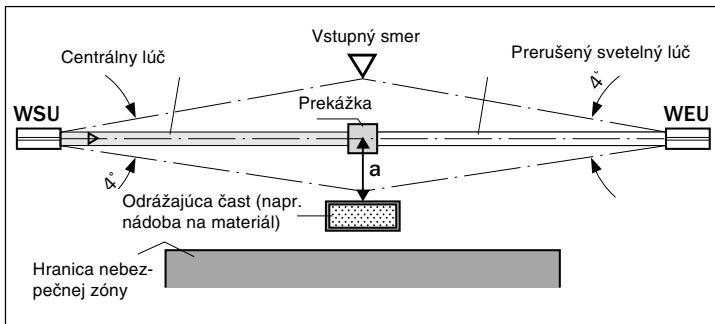 Vstupný smer
Centrálny lúč
Prerušený svetelný lúč
4°
WSU
Prekážka
WEU
a
4°
Odrážajúca čast (napr.
nádoba na materiál)
Hranica nebez-
pečnej zóny